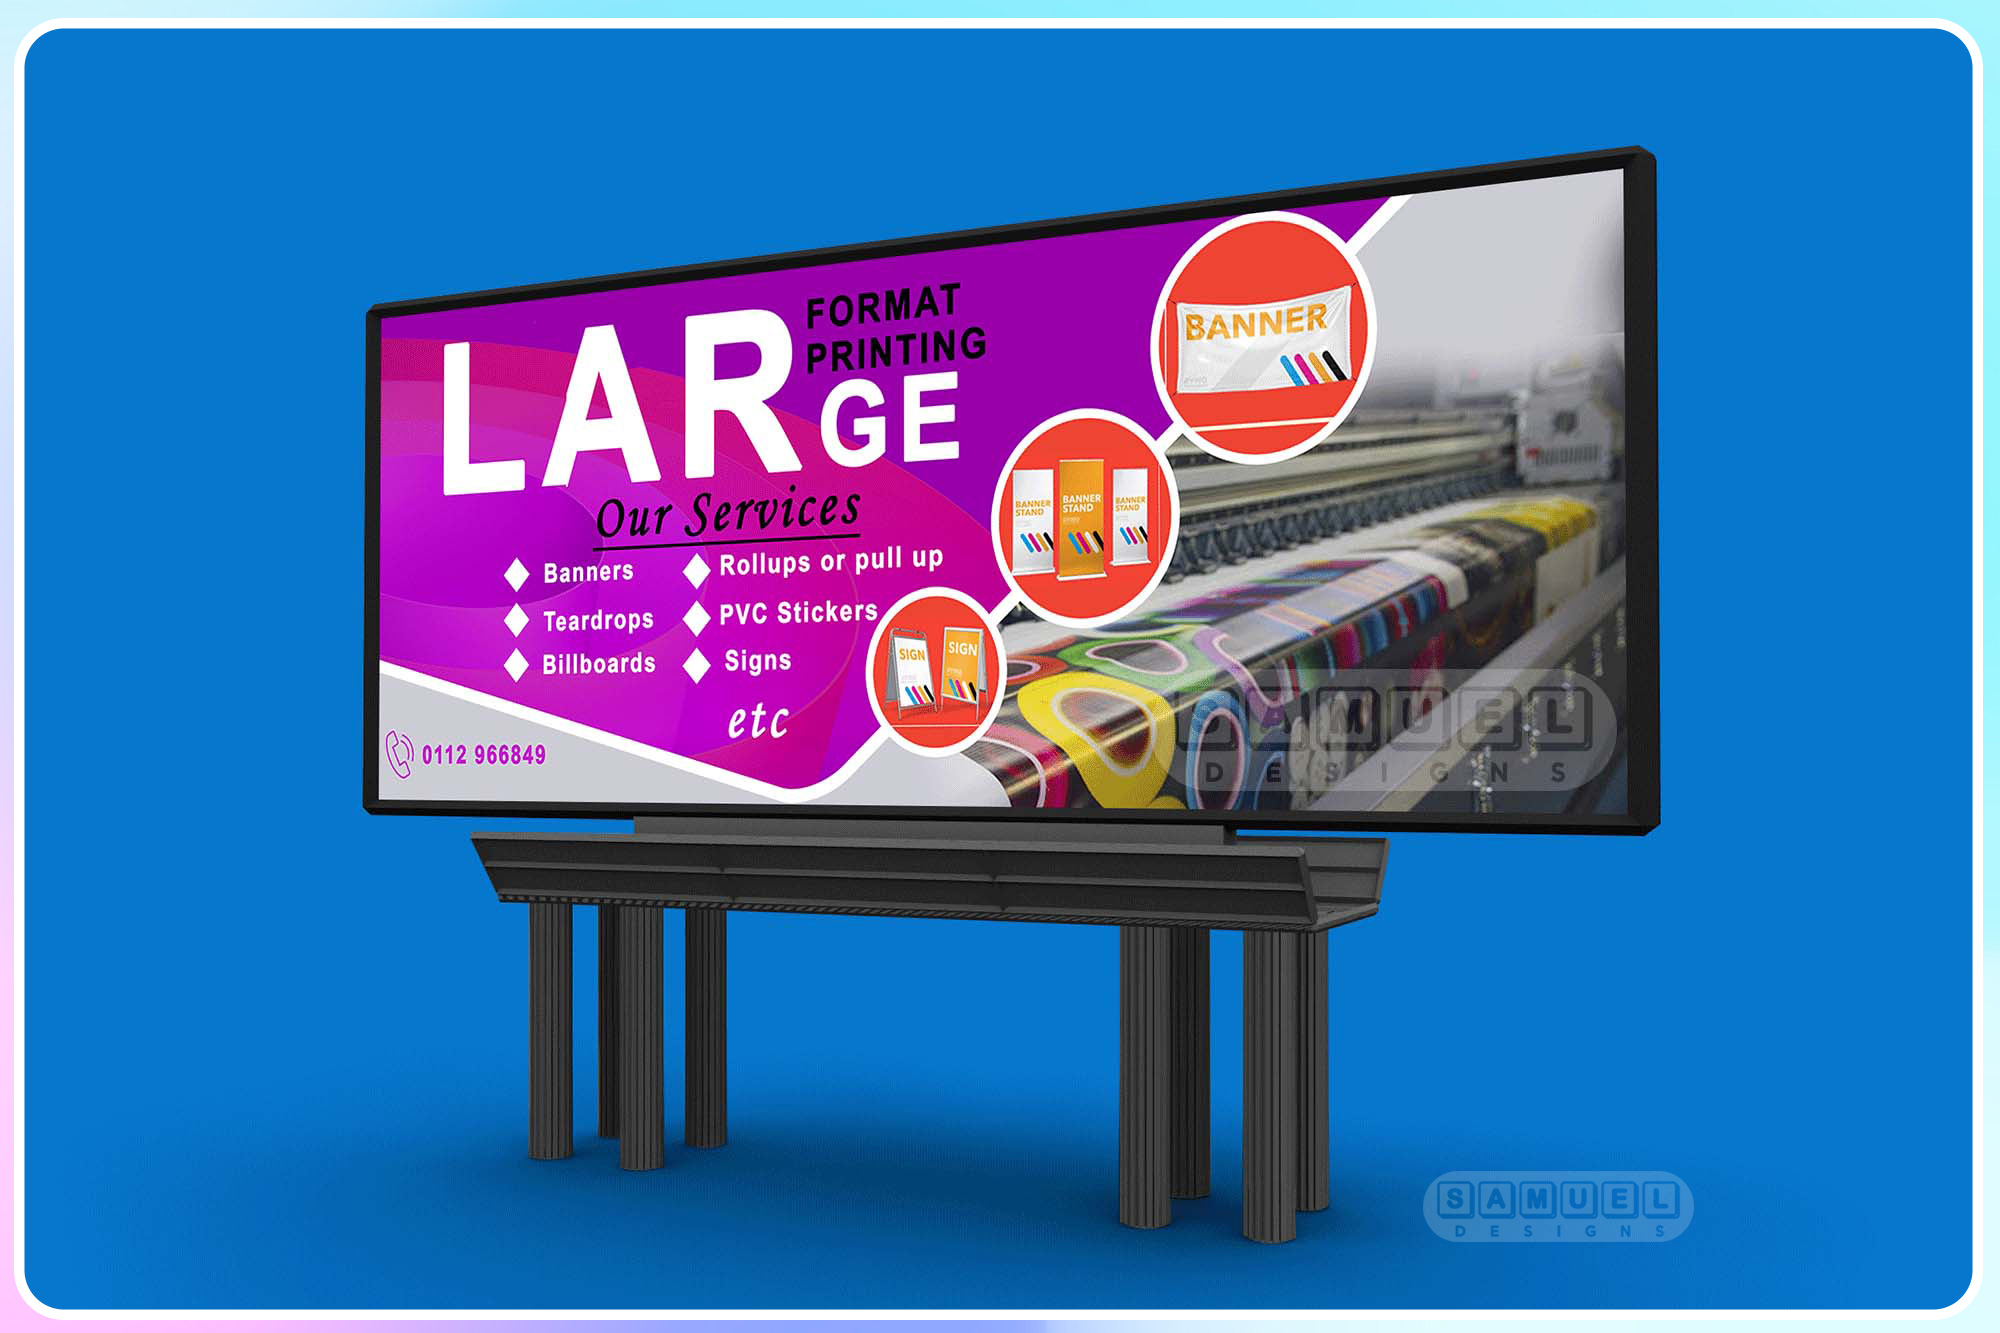 LARGE
FORMAT
PRINTING
Our Services
Banners
Teardrops
Billboards
Rollups or pull up
PVC Stickers
Signs
etc
0112 966849
BANNER
BANNER
STAND
BANNER
STAND
BANNER
STAND
SIGN
SIGN
SAMUEL
DESIGNS
SAMUEL
DESIGNS